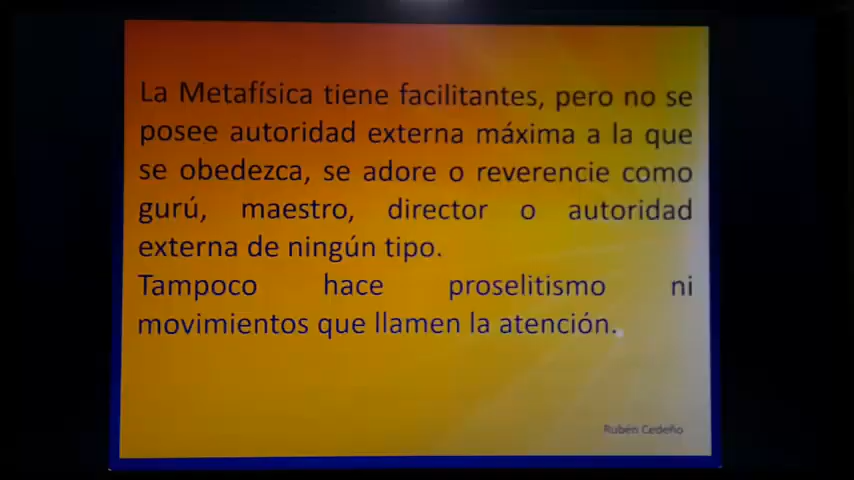 La Metafísica tiene facilitantes, pero no se
posee autoridad externa máxima a la que
se obedezca, se adore o reverencie como
gurú, maestro, director o autoridad
externa de ningún tipo.
Tampoco hace proselitismo ni
movimientos que llamen la atención.
Rubén Cedeño